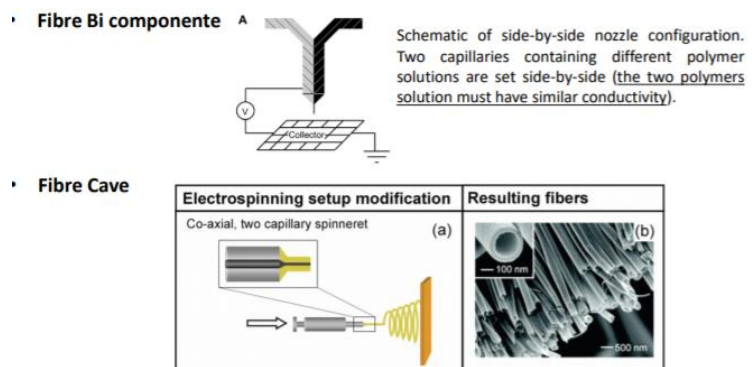 • Fibre Bi componente
A
V
Collector
Schematic of side-by-side nozzle configuration.
Two capillaries containing different polymer
solutions are set side-by-side (the two polymers
solution must have similar conductivity).
• Fibre Cave
Electrospinning setup modification
Resulting fibers
Co-axial, two capillary spinneret
(a)
(b)
100 nm
500 nm